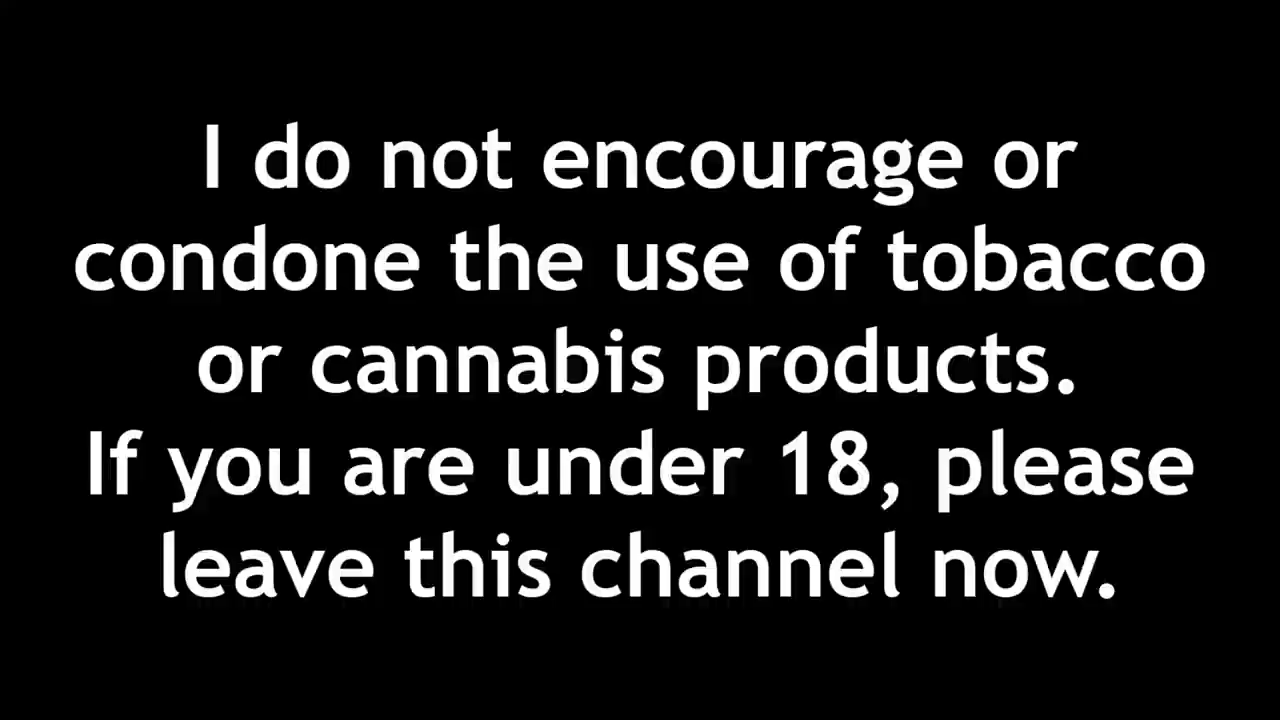 I do not encourage or
condone the use of tobacco
or cannabis products.
If you are under 18, please
leave this channel now.